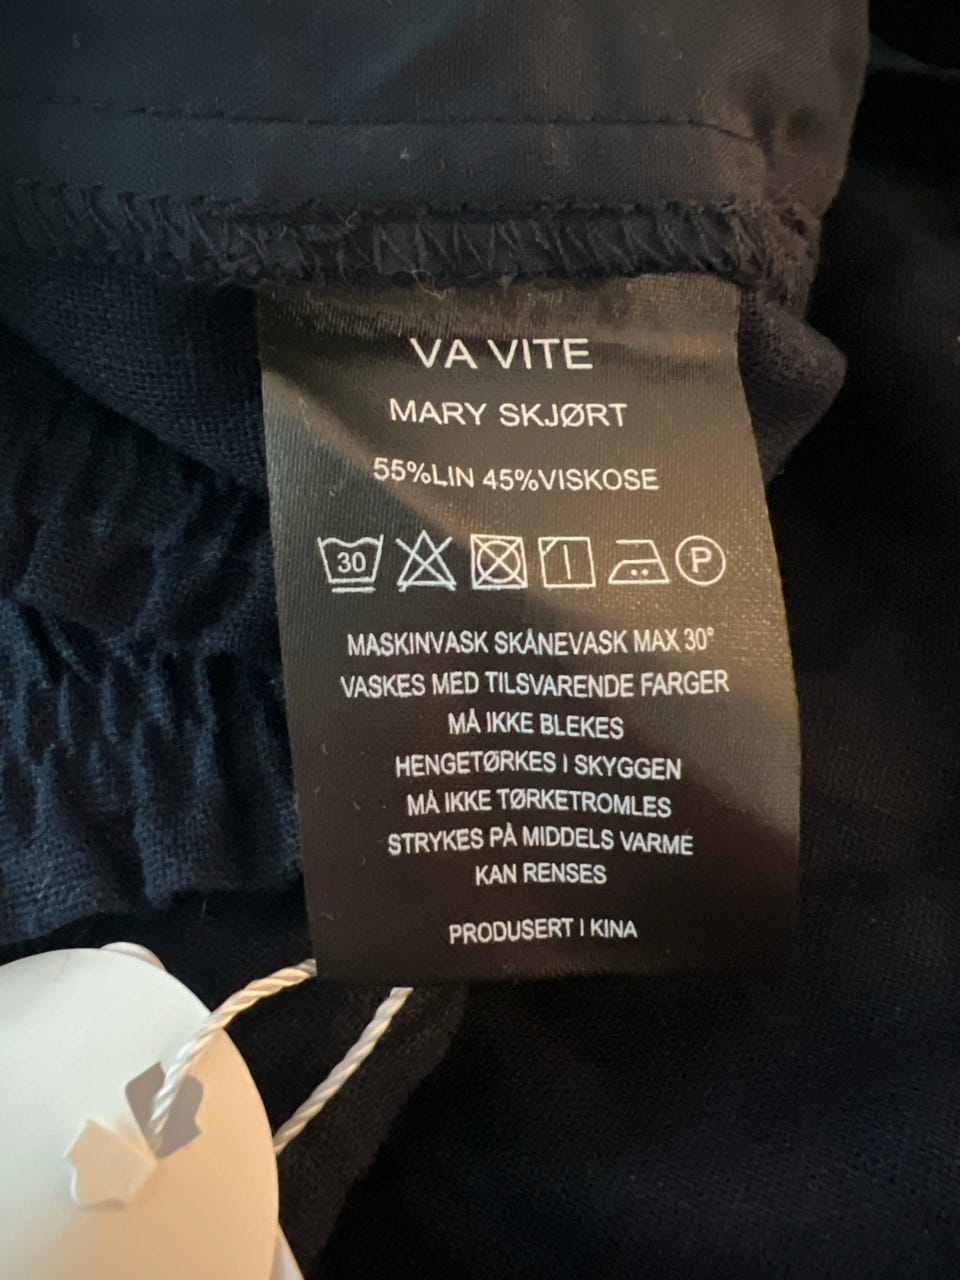 VA VITE
MARY SKJØRT
55%LIN 45%VISKOSE
30 P
MASKINVASK SKÅNEVASK MAX 30°
VASKES MED TILSVARENDE FARGER
MÅ IKKE BLEKES
HENGETØRKES I SKYGGEN
MÅ IKKE TØRKETROMLES
STRYKES PÅ MIDDELS VARME
KAN RENSES
PRODUSERT I KINA